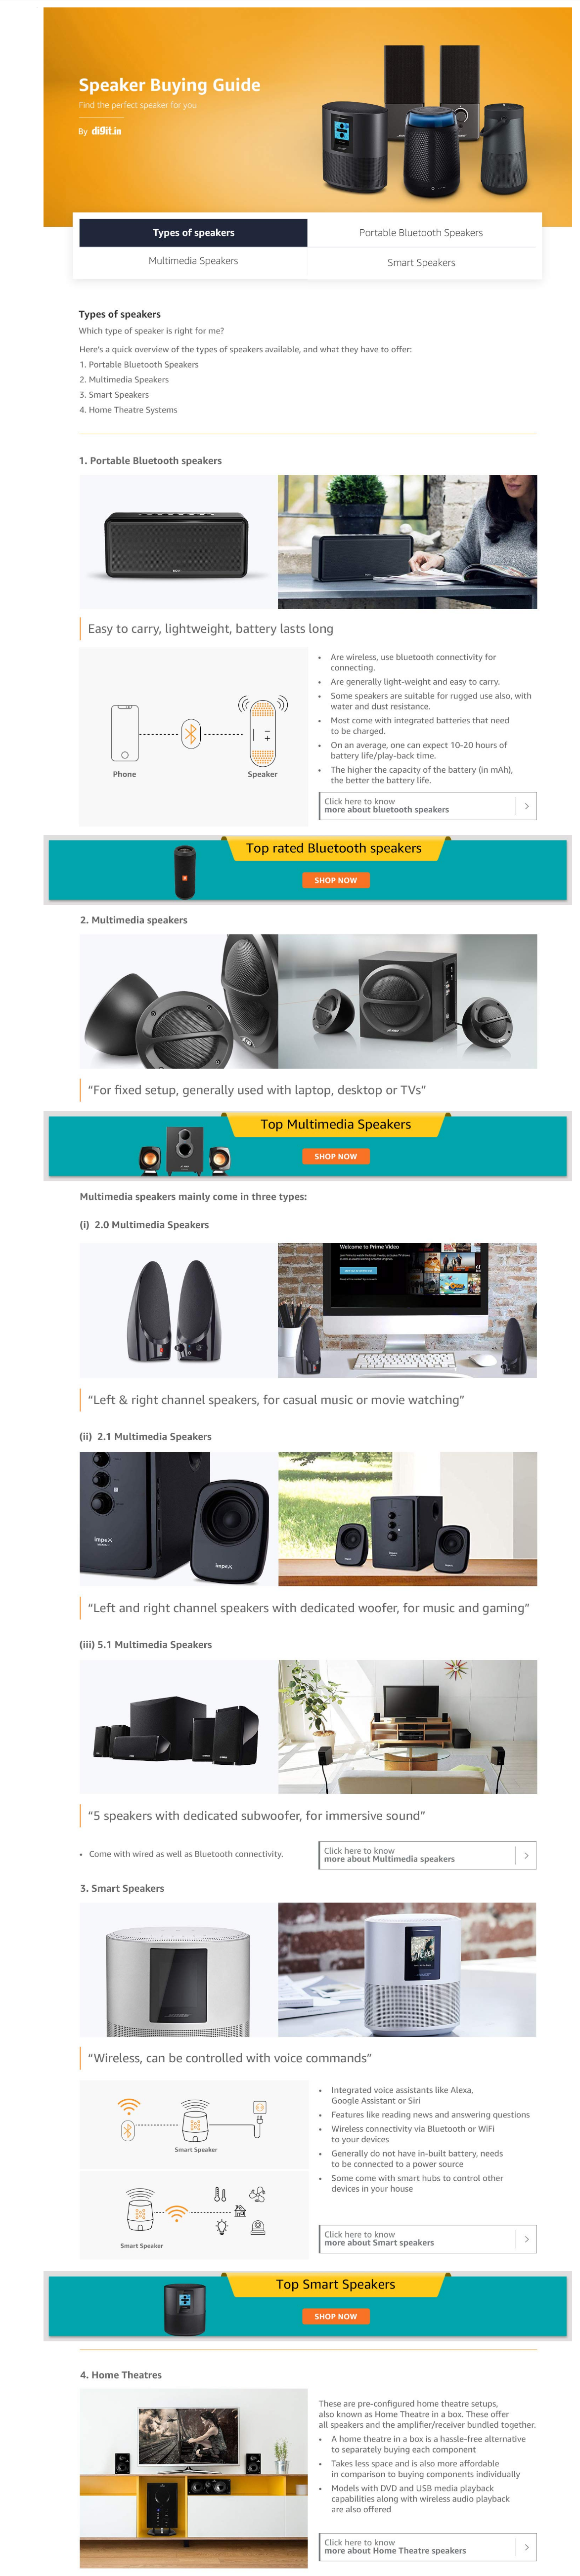 Speaker Buying Guide
Find the perfect speaker for you
By digit.in
Types of speakers
Portable Bluetooth Speakers
Multimedia Speakers
Smart Speakers
Types of speakers
Which type of speaker is right for me?
Here's a quick overview of the types of speakers available, and what they have to offer:
1. Portable Bluetooth Speakers
2. Multimedia Speakers
3. Smart Speakers
4. Home Theatre Systems
1. Portable Bluetooth speakers
Easy to carry, lightweight, battery lasts long
Phone
Speaker
• Are wireless, use bluetooth connectivity for
connecting.
• Are generally light-weight and easy to carry.
• Some speakers are suitable for rugged use also, with
water and dust resistance.
• Most come with integrated batteries that need
to be charged.
• On an average, one can expect 10-20 hours of
battery life/play-back time.
• The higher the capacity of the battery (in mAh),
the better the battery life.
Click here to know
more about bluetooth speakers
Top rated Bluetooth speakers
SHOP NOW
2. Multimedia speakers
“For fixed setup, generally used with laptop, desktop or TVs”
Top Multimedia Speakers
SHOP NOW
Multimedia speakers mainly come in three types:
(i) 2.0 Multimedia Speakers
Welcome to Prime Video
“Left & right channel speakers, for casual music or movie watching”
(ii) 2.1 Multimedia Speakers
impex
impex
“Left and right channel speakers with dedicated woofer, for music and gaming”
(iii) 5.1 Multimedia Speakers
“5 speakers with dedicated subwoofer, for immersive sound”
• Come with wired as well as Bluetooth connectivity.
Click here to know
more about Multimedia speakers
3. Smart Speakers
“Wireless, can be controlled with voice commands”
Smart Speaker
Smart Speaker
• Integrated voice assistants like Alexa,
Google Assistant or Siri
• Features like reading news and answering questions
• Wireless connectivity via Bluetooth or WiFi
to your devices
• Generally do not have in-built battery, needs
to be connected to a power source
• Some come with smart hubs to control other
devices in your house
Click here to know
more about Smart speakers
Top Smart Speakers
SHOP NOW
4. Home Theatres
These are pre-configured home theatre setups,
also known as Home Theatre in a box. These offer
all speakers and the amplifier/receiver bundled together.
• A home theatre in a box is a hassle-free alternative
to separately buying each component
• Takes less space and is also more affordable
in comparison to buying components individually
• Models with DVD and USB media playback
capabilities along with wireless audio playback
are also offered
Click here to know
more about Home Theatre speakers